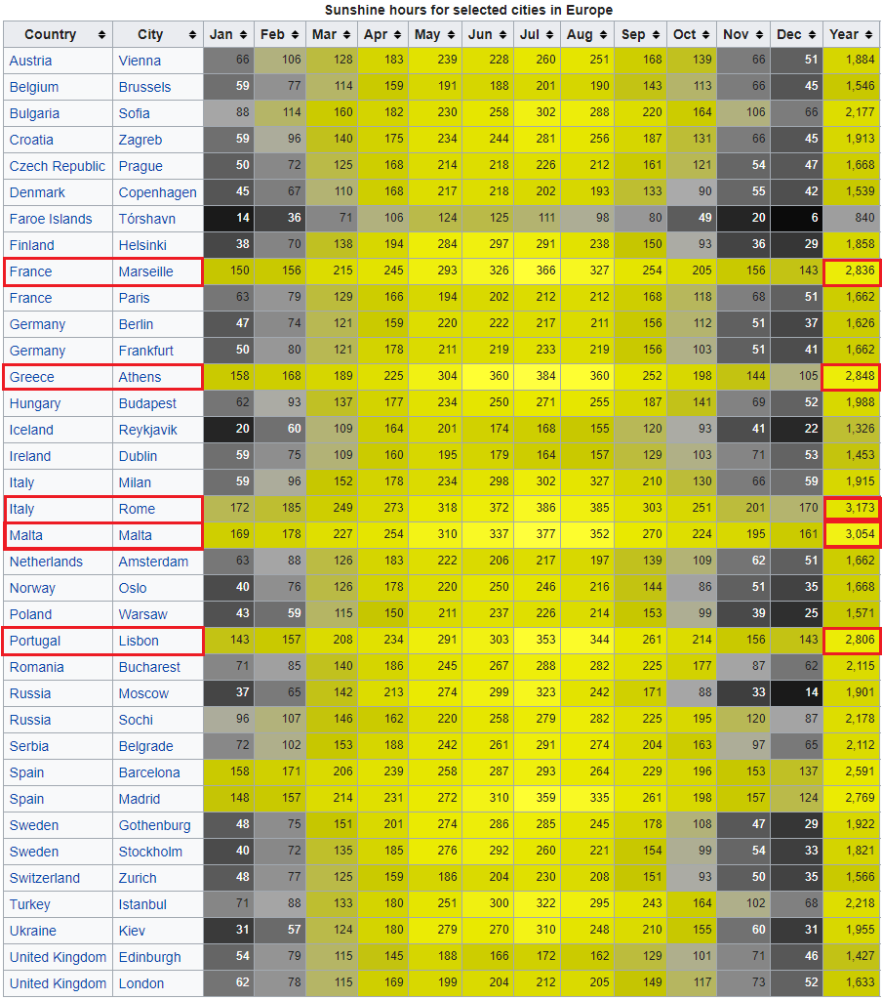 Sunshine hours for selected cities in Europe
Country City Jan Feb Mar Apr May Jun Jul Aug Sep Oct Nov Dec Year
Austria Vienna 66 106 128 183 239 228 260 251 168 139 66 51 1,884
Belgium Brussels 59 77 114 159 191 188 201 190 143 113 66 45 1,546
Bulgaria Sofia 88 114 160 182 230 258 302 288 220 164 106 66 2,177
Croatia Zagreb 59 96 140 175 234 244 281 256 187 131 66 45 1,913
Czech Republic Prague 50 72 125 168 214 218 226 212 161 121 54 47 1,668
Denmark Copenhagen 45 67 110 168 217 218 202 193 133 90 55 42 1,539
Faroe Islands Tórshavn 14 36 71 106 124 125 111 98 80 49 20 6 840
Finland Helsinki 38 70 138 194 284 297 291 238 150 93 36 29 1,858
France Marseille 150 156 215 245 293 326 366 327 254 205 156 143 2,836
France Paris 63 79 129 166 194 202 212 212 168 118 68 51 1,662
Germany Berlin 47 74 121 159 220 222 217 211 156 112 51 37 1,626
Germany Frankfurt 50 80 121 178 211 219 233 219 156 103 51 41 1,662
Greece Athens 158 168 189 225 304 360 384 360 252 198 144 105 2,848
Hungary Budapest 62 93 137 177 234 250 271 255 187 141 69 52 1,988
Iceland Reykjavik 20 60 109 164 201 174 168 155 120 93 41 22 1,326
Ireland Dublin 59 75 109 160 195 179 164 157 129 103 71 53 1,453
Italy Milan 59 96 152 178 234 298 302 327 210 130 66 59 1,915
Italy Rome 172 185 249 273 318 372 386 385 303 251 201 170 3,173
Malta Malta 169 178 227 254 310 337 377 352 270 224 195 161 3,054
Netherlands Amsterdam 63 88 126 183 222 206 217 197 139 109 62 51 1,662
Norway Oslo 40 76 126 178 220 250 246 216 144 86 51 35 1,668
Poland Warsaw 43 59 115 150 211 237 226 214 153 99 39 25 1,571
Portugal Lisbon 143 157 208 234 291 303 353 344 261 214 156 143 2,806
Romania Bucharest 71 85 140 186 245 267 288 282 225 177 87 62 2,115
Russia Moscow 37 65 142 213 274 299 323 242 171 88 33 14 1,901
Russia Sochi 96 107 146 162 220 258 279 282 225 195 120 87 2,178
Serbia Belgrade 72 102 153 188 242 261 291 274 204 163 97 65 2,112
Spain Barcelona 158 171 206 239 258 287 293 264 229 196 153 137 2,591
Spain Madrid 148 157 214 231 272 310 359 335 261 198 157 124 2,769
Sweden Gothenburg 48 75 151 201 274 286 285 245 178 108 47 29 1,922
Sweden Stockholm 40 72 135 185 276 292 260 221 154 99 54 33 1,821
Switzerland Zurich 48 77 125 159 186 204 230 208 151 93 50 35 1,566
Turkey Istanbul 71 88 133 180 251 300 322 295 243 164 102 68 2,218
Ukraine Kiev 31 57 124 180 279 270 310 248 210 155 60 31 1,955
United Kingdom Edinburgh 54 79 115 145 188 166 172 162 129 101 71 46 1,427
United Kingdom London 62 78 115 169 199 204 212 205 149 117 73 52 1,633